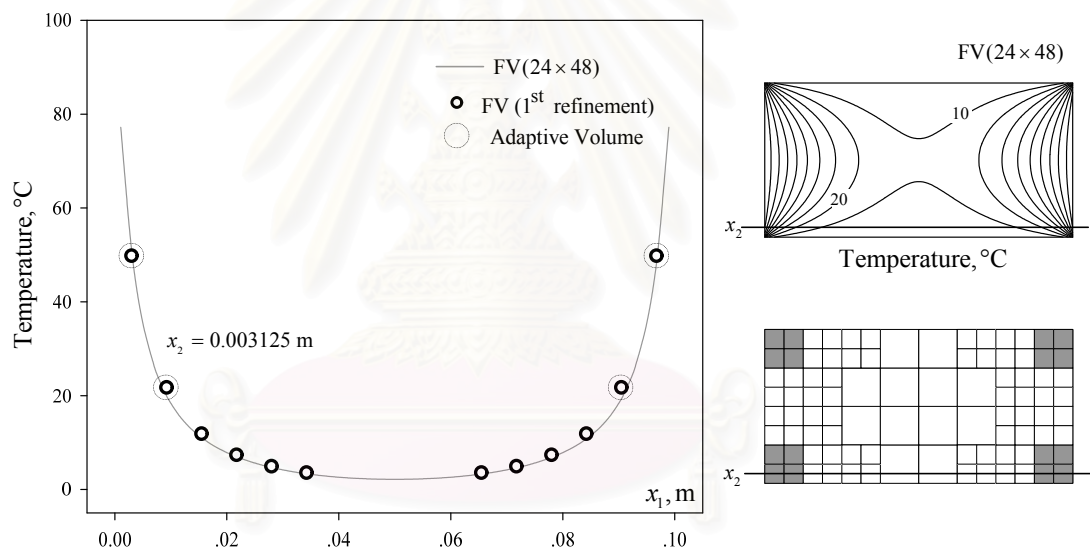 100
80
60
40
20
0
Temperature, °C
FV(24 × 48)
FV (1st refinement)
Adaptive Volume
x2 = 0.003125 m
x1, m
0.00
.02
.04
.06
.08
.10
FV(24 × 48)
10
20
x2
Temperature, °C
x2